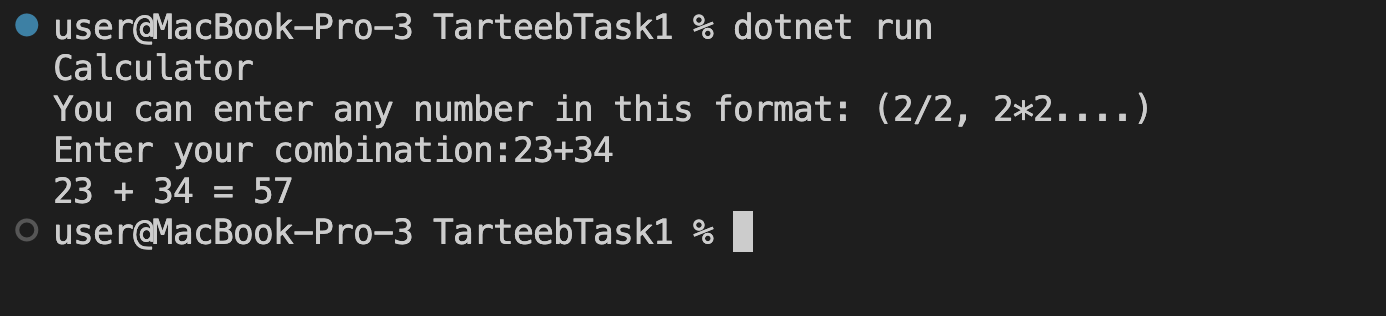 user@MacBook-Pro-3 TarteebTask1 % dotnet run
Calculator
You can enter any number in this format: (2/2, 2*2....)
Enter your combination:23+34
23 + 34 = 57
user@MacBook-Pro-3 TarteebTask1 %